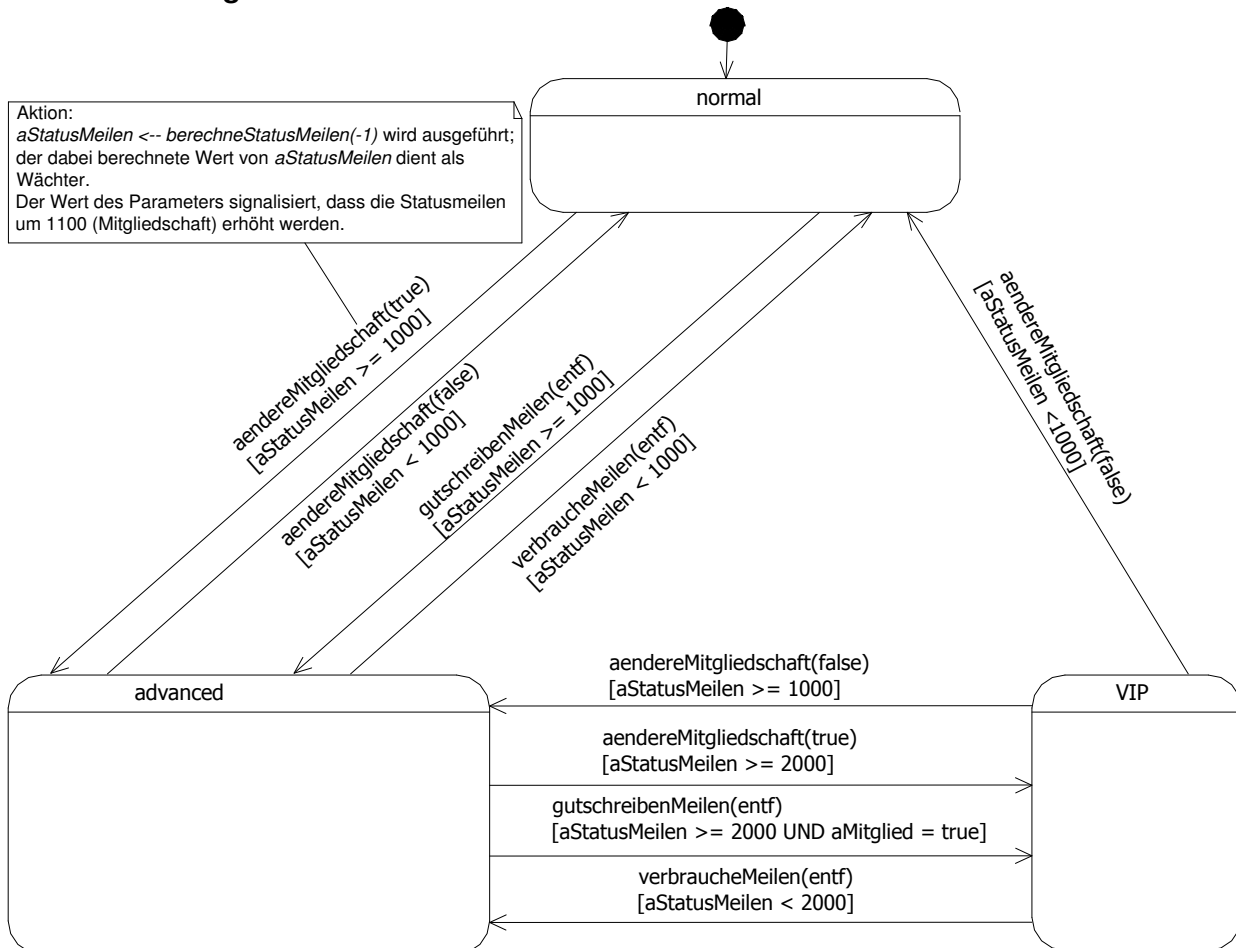 normal
Aktion:
aStatusMeilen <-- berechneStatusMeilen(-1) wird ausgeführt;
der dabei berechnete Wert von aStatusMeilen dient als
Wächter.
Der Wert des Parameters signalisiert, dass die Statusmeilen
um 1100 (Mitgliedschaft) erhöht werden.
aendereMitgliedschaft(true)
[aStatusMeilen >= 1000]
aendereMitgliedschaft(false)
[aStatusMeilen < 1000]
gutschreibenMeilen(entf)
[aStatusMeilen >= 1000]
verbraucheMeilen(entf)
[aStatusMeilen < 1000]
aendereMitgliedschaft(false)
[aStatusMeilen <1000]
advanced
VIP
aendereMitgliedschaft(false)
[aStatusMeilen >= 1000]
aendereMitgliedschaft(true)
[aStatusMeilen >= 2000]
gutschreibenMeilen(entf)
[aStatusMeilen >= 2000 UND aMitglied = true]
verbraucheMeilen(entf)
[aStatusMeilen < 2000]